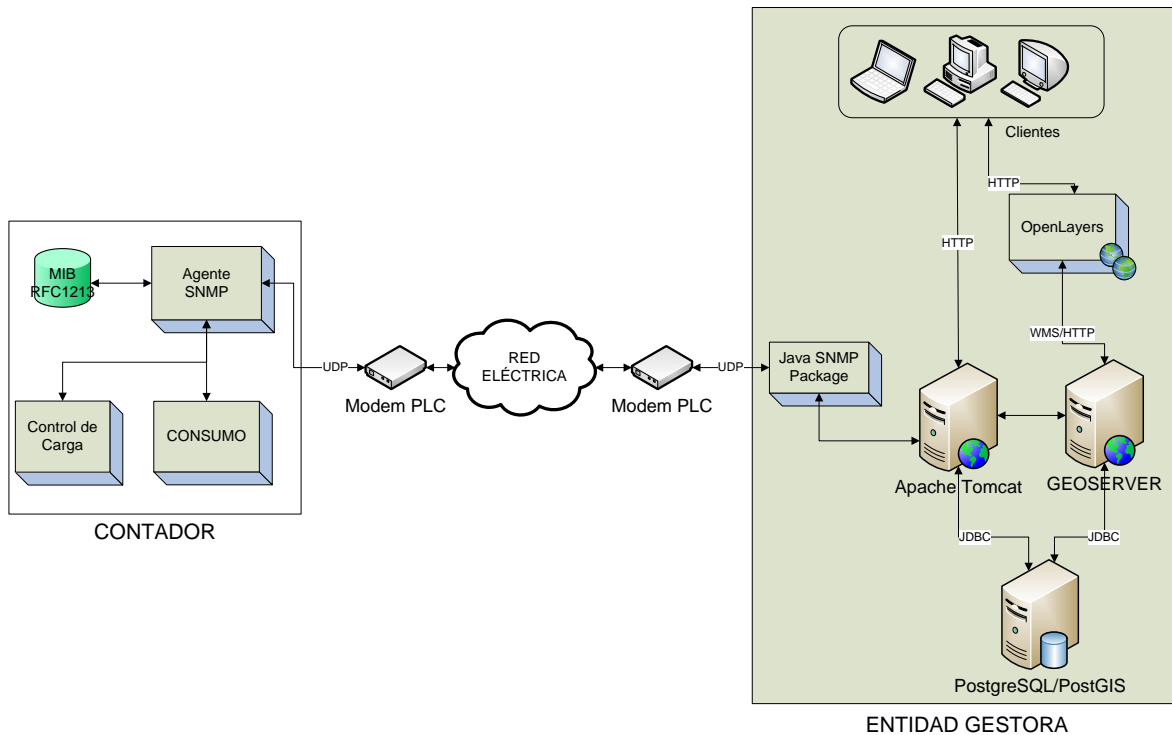 Clientes
HTTP
HTTP
OpenLayers
WMS/HTTP
MIB
RFC1213
Agente
SNMP
Control de
Carga
CONSUMO
CONTADOR
UDP
Modem PLC
RED
ELÉCTRICA
Modem PLC
UDP
Java SNMP
Package
Apache Tomcat
GEOSERVER
JDBC
JDBC
PostgreSQL/PostGIS
ENTIDAD GESTORA